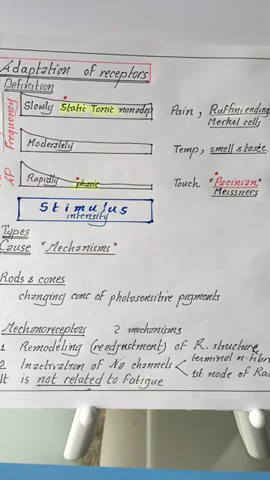 Adaptation of receptors
Definition
Frequency
AP
Slowly Static Tonic nonadap
Pain, Ruffini ending
Merkel cells
Moderately
Temp, smell & taste
Rapidly phasic
Touch "Pacinian"
Meissners
Stimulus
intensity
Types
Cause "Mechanisms"
Rods & cones
changing conc of photosensitive pigments
Mechanoreceptors 2 mechanisms
1 Remodeling (readjustment) of R. structure
2 Inactivation of Na channels
terminal n. fibre
1st node of Ra
It is not related to Fatigue